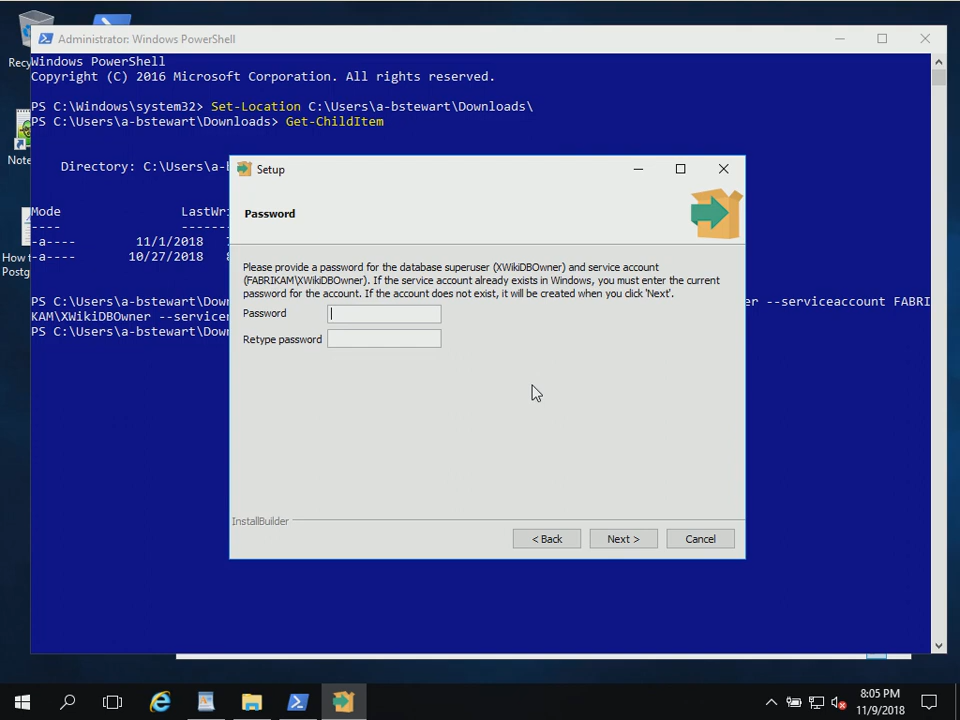 Recy
Administrator: Windows PowerShell
Windows PowerShell
Copyright (C) 2016 Microsoft Corporation. All rights reserved.
PS C:\Windows\system32> Set-Location C:\Users\a-bstewart\Downloads\
PS C:\Users\a-bstewart\Downloads> Get-ChildItem
Note
Directory: C:\Users\a-b
Mode LastWri
---- -------
-a---- 11/1/2018
-a---- 10/27/2018
How t
Postg
PS C:\Users\a-bstewart\Dow
er --serviceaccount FABRI
KAM\XWikiDBOwner --service
PS C:\Users\a-bstewart\Dow
Setup
Password
Please provide a password for the database superuser (XWikiDBOwner) and service account
(FABRIKAM\XWikiDBOwner). If the service account already exists in Windows, you must enter the current
password for the account. If the account does not exist, it will be created when you click 'Next'.
Password
Retype password
InstallBuilder
< Back
Next >
Cancel
8:05 PM
11/9/2018